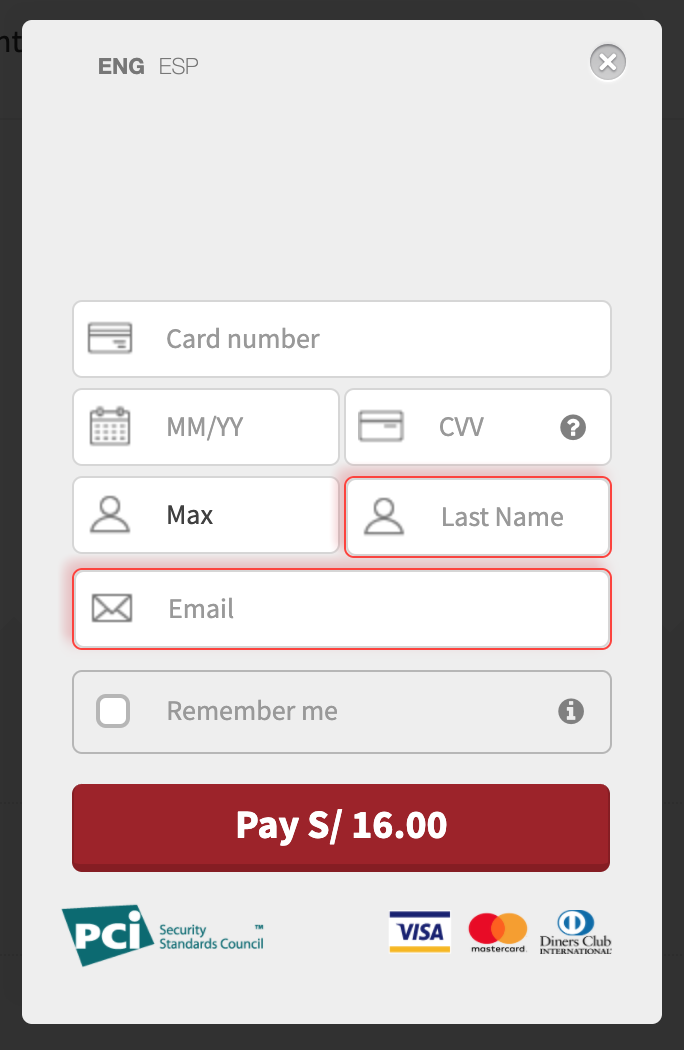 nt
ENG ESP
Card number
MM/YY
CVV ?
Max
Last Name
Email
Remember me i
Pay S/ 16.00
PCi Security ™
Standards Council
VISA
mastercard.
Diners Club
INTERNATIONAL